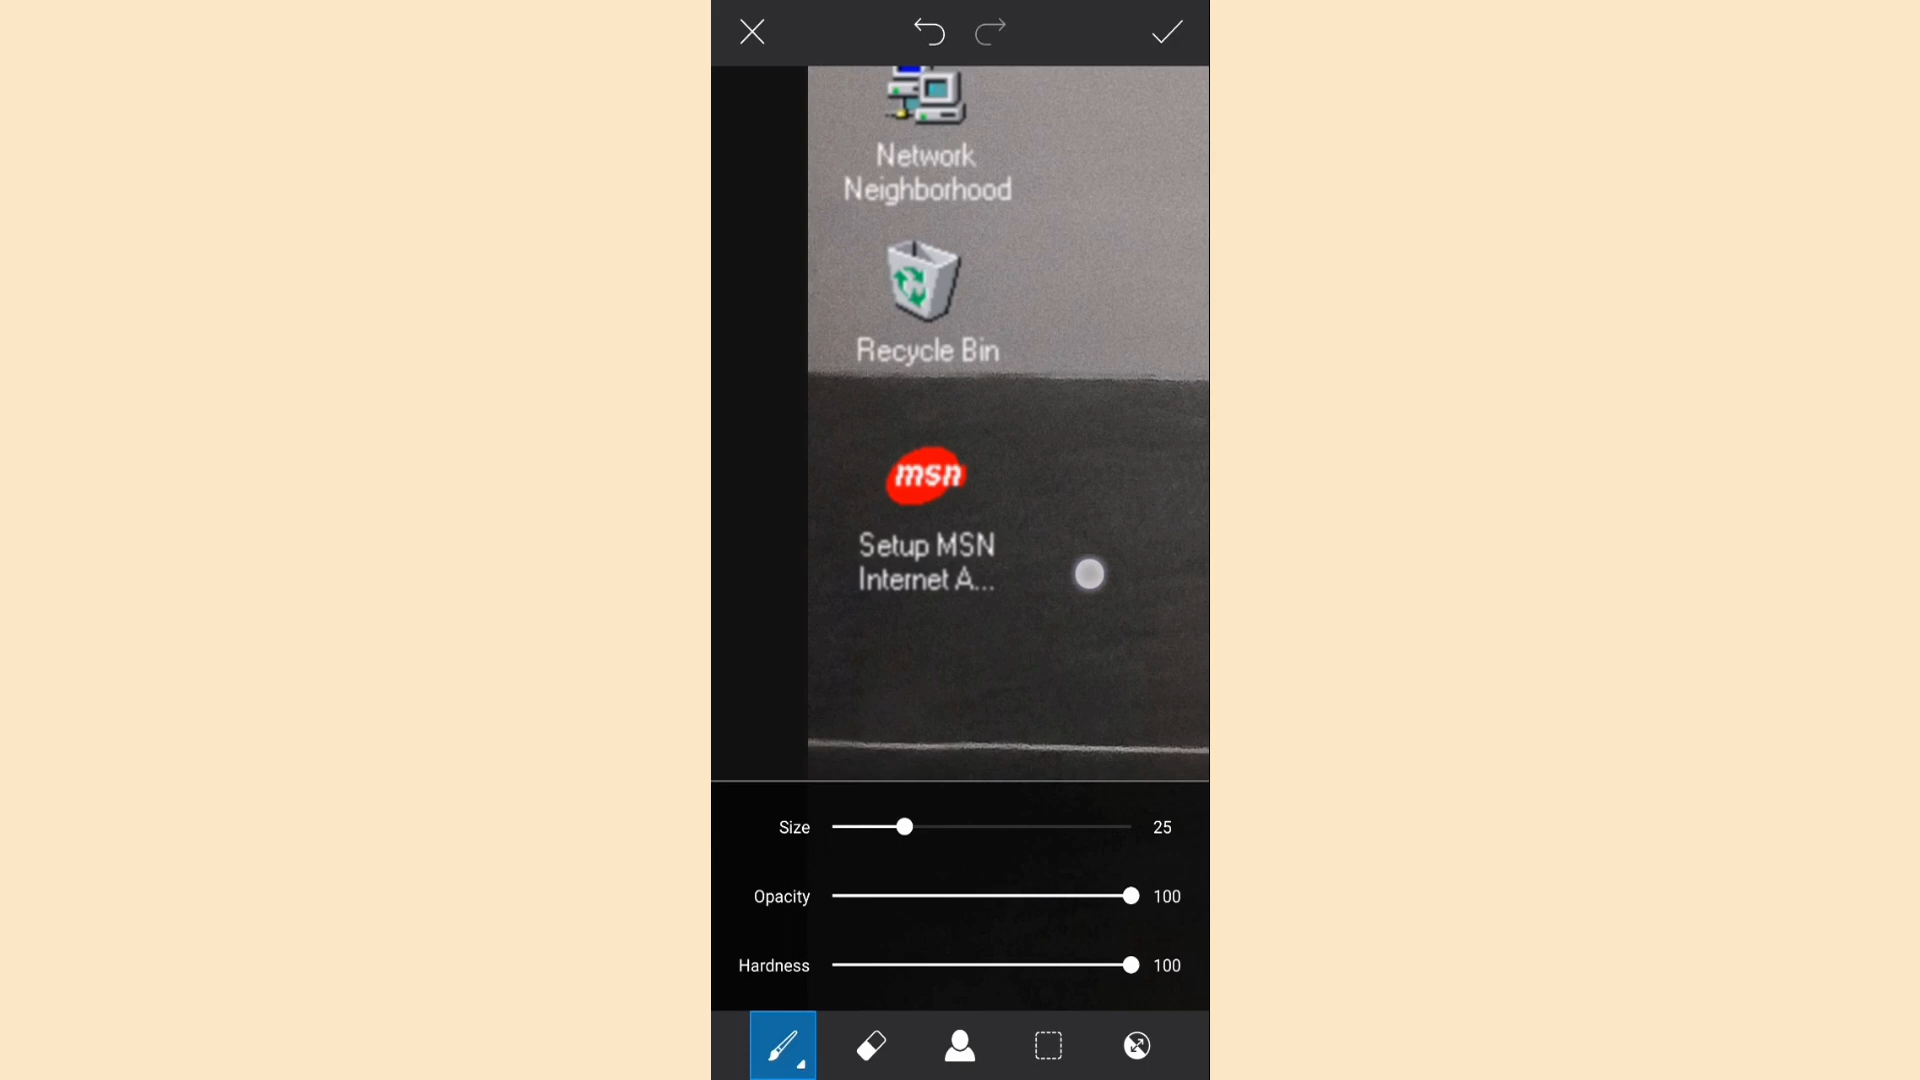 Network
Neighborhood
Recycle Bin
msn
Setup MSN
Internet A...
Size 25
Opacity 100
Hardness 100